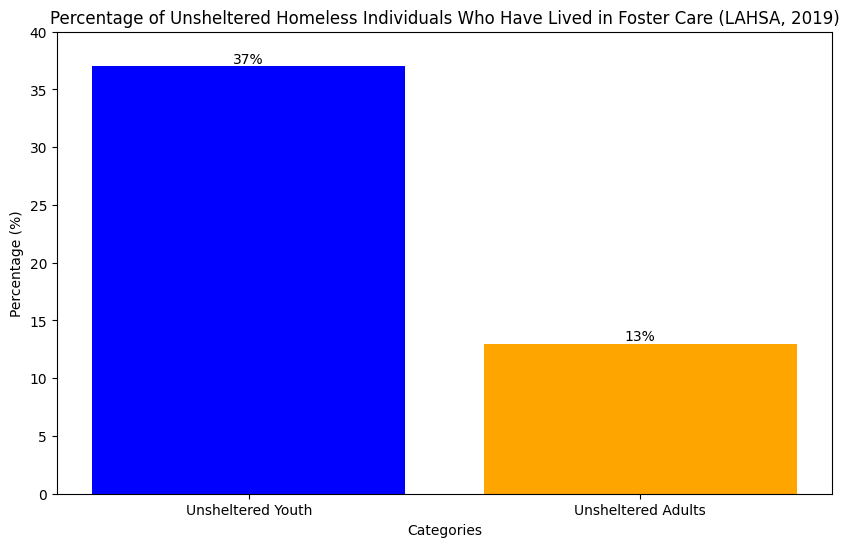 Percentage of Unsheltered Homeless Individuals Who Have Lived in Foster Care (LAHSA, 2019)
40
35
30
25
20
15
10
5
0
Percentage (%)
37%
13%
Unsheltered Youth
Unsheltered Adults
Categories